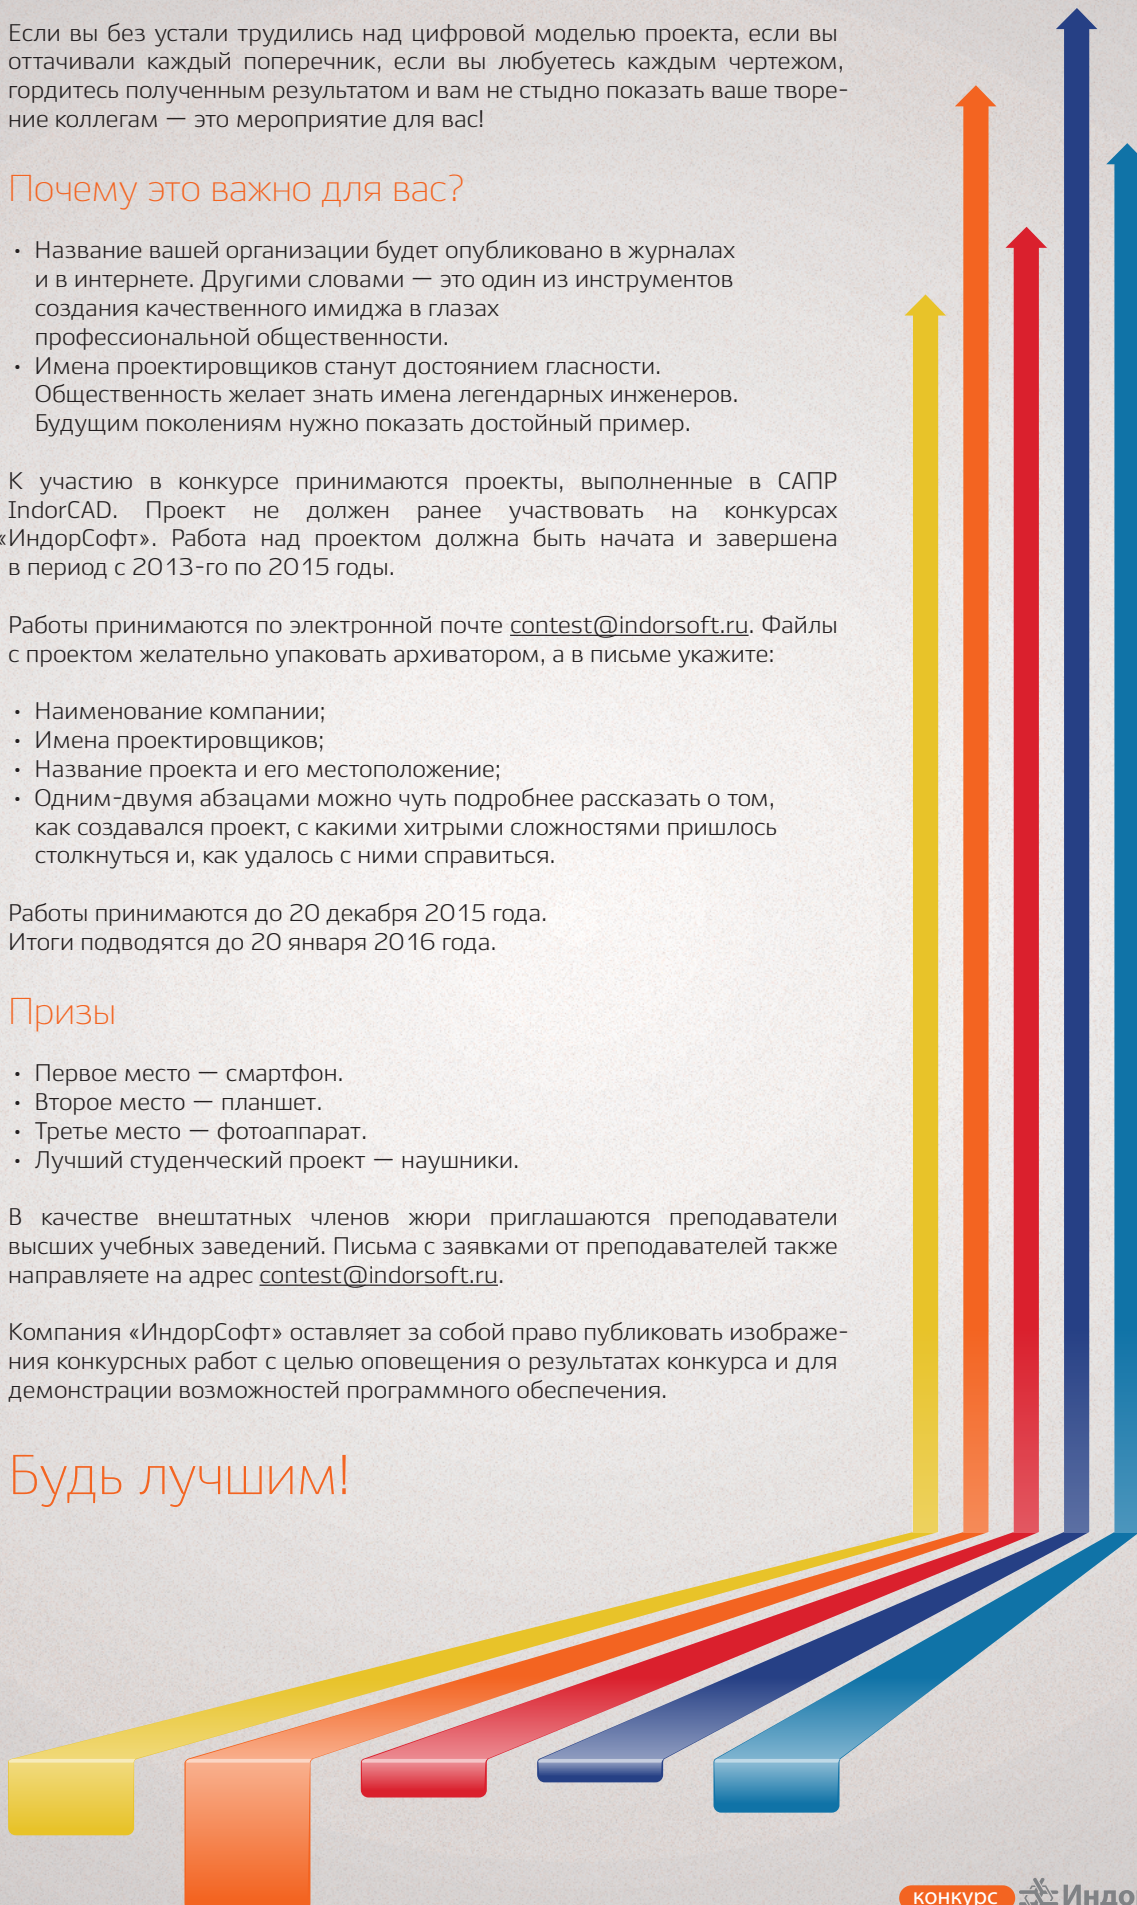 Если вы без устали трудились над цифровой моделью проекта, если вы
оттачивали каждый поперечник, если вы любуетесь каждым чертежом,
гордитесь полученным результатом и вам не стыдно показать ваше творе-
ние коллегам — это мероприятие для вас!
Почему это важно для вас?
• Название вашей организации будет опубликовано в журналах
и в интернете. Другими словами — это один из инструментов
создания качественного имиджа в глазах
профессиональной общественности.
• Имена проектировщиков станут достоянием гласности.
Общественность желает знать имена легендарных инженеров.
Будущим поколениям нужно показать достойный пример.
К участию в конкурсе принимаются проекты, выполненные в САПР
IndorCAD. Проект не должен ранее участвовать на конкурсах
«ИндорСофт». Работа над проектом должна быть начата и завершена
в период с 2013-го по 2015 годы.
Работы принимаются по электронной почте contest@indorsoft.ru. Файлы
с проектом желательно упаковать архиватором, а в письме укажите:
• Наименование компании;
• Имена проектировщиков;
• Название проекта и его местоположение;
• Одним-двумя абзацами можно чуть подробнее рассказать о том,
как создавался проект, с какими хитрыми сложностями пришлось
столкнуться и, как удалось с ними справиться.
Работы принимаются до 20 декабря 2015 года.
Итоги подводятся до 20 января 2016 года.
Призы
• Первое место — смартфон.
• Второе место — планшет.
• Третье место — фотоаппарат.
• Лучший студенческий проект — наушники.
В качестве внештатных членов жюри приглашаются преподаватели
высших учебных заведений. Письма с заявками от преподавателей также
направляете на адрес contest@indorsoft.ru.
Компания «ИндорСофт» оставляет за собой право публиковать изображе-
ния конкурсных работ с целью оповещения о результатах конкурса и для
демонстрации возможностей программного обеспечения.
Будь лучшим!
конкурс Индо